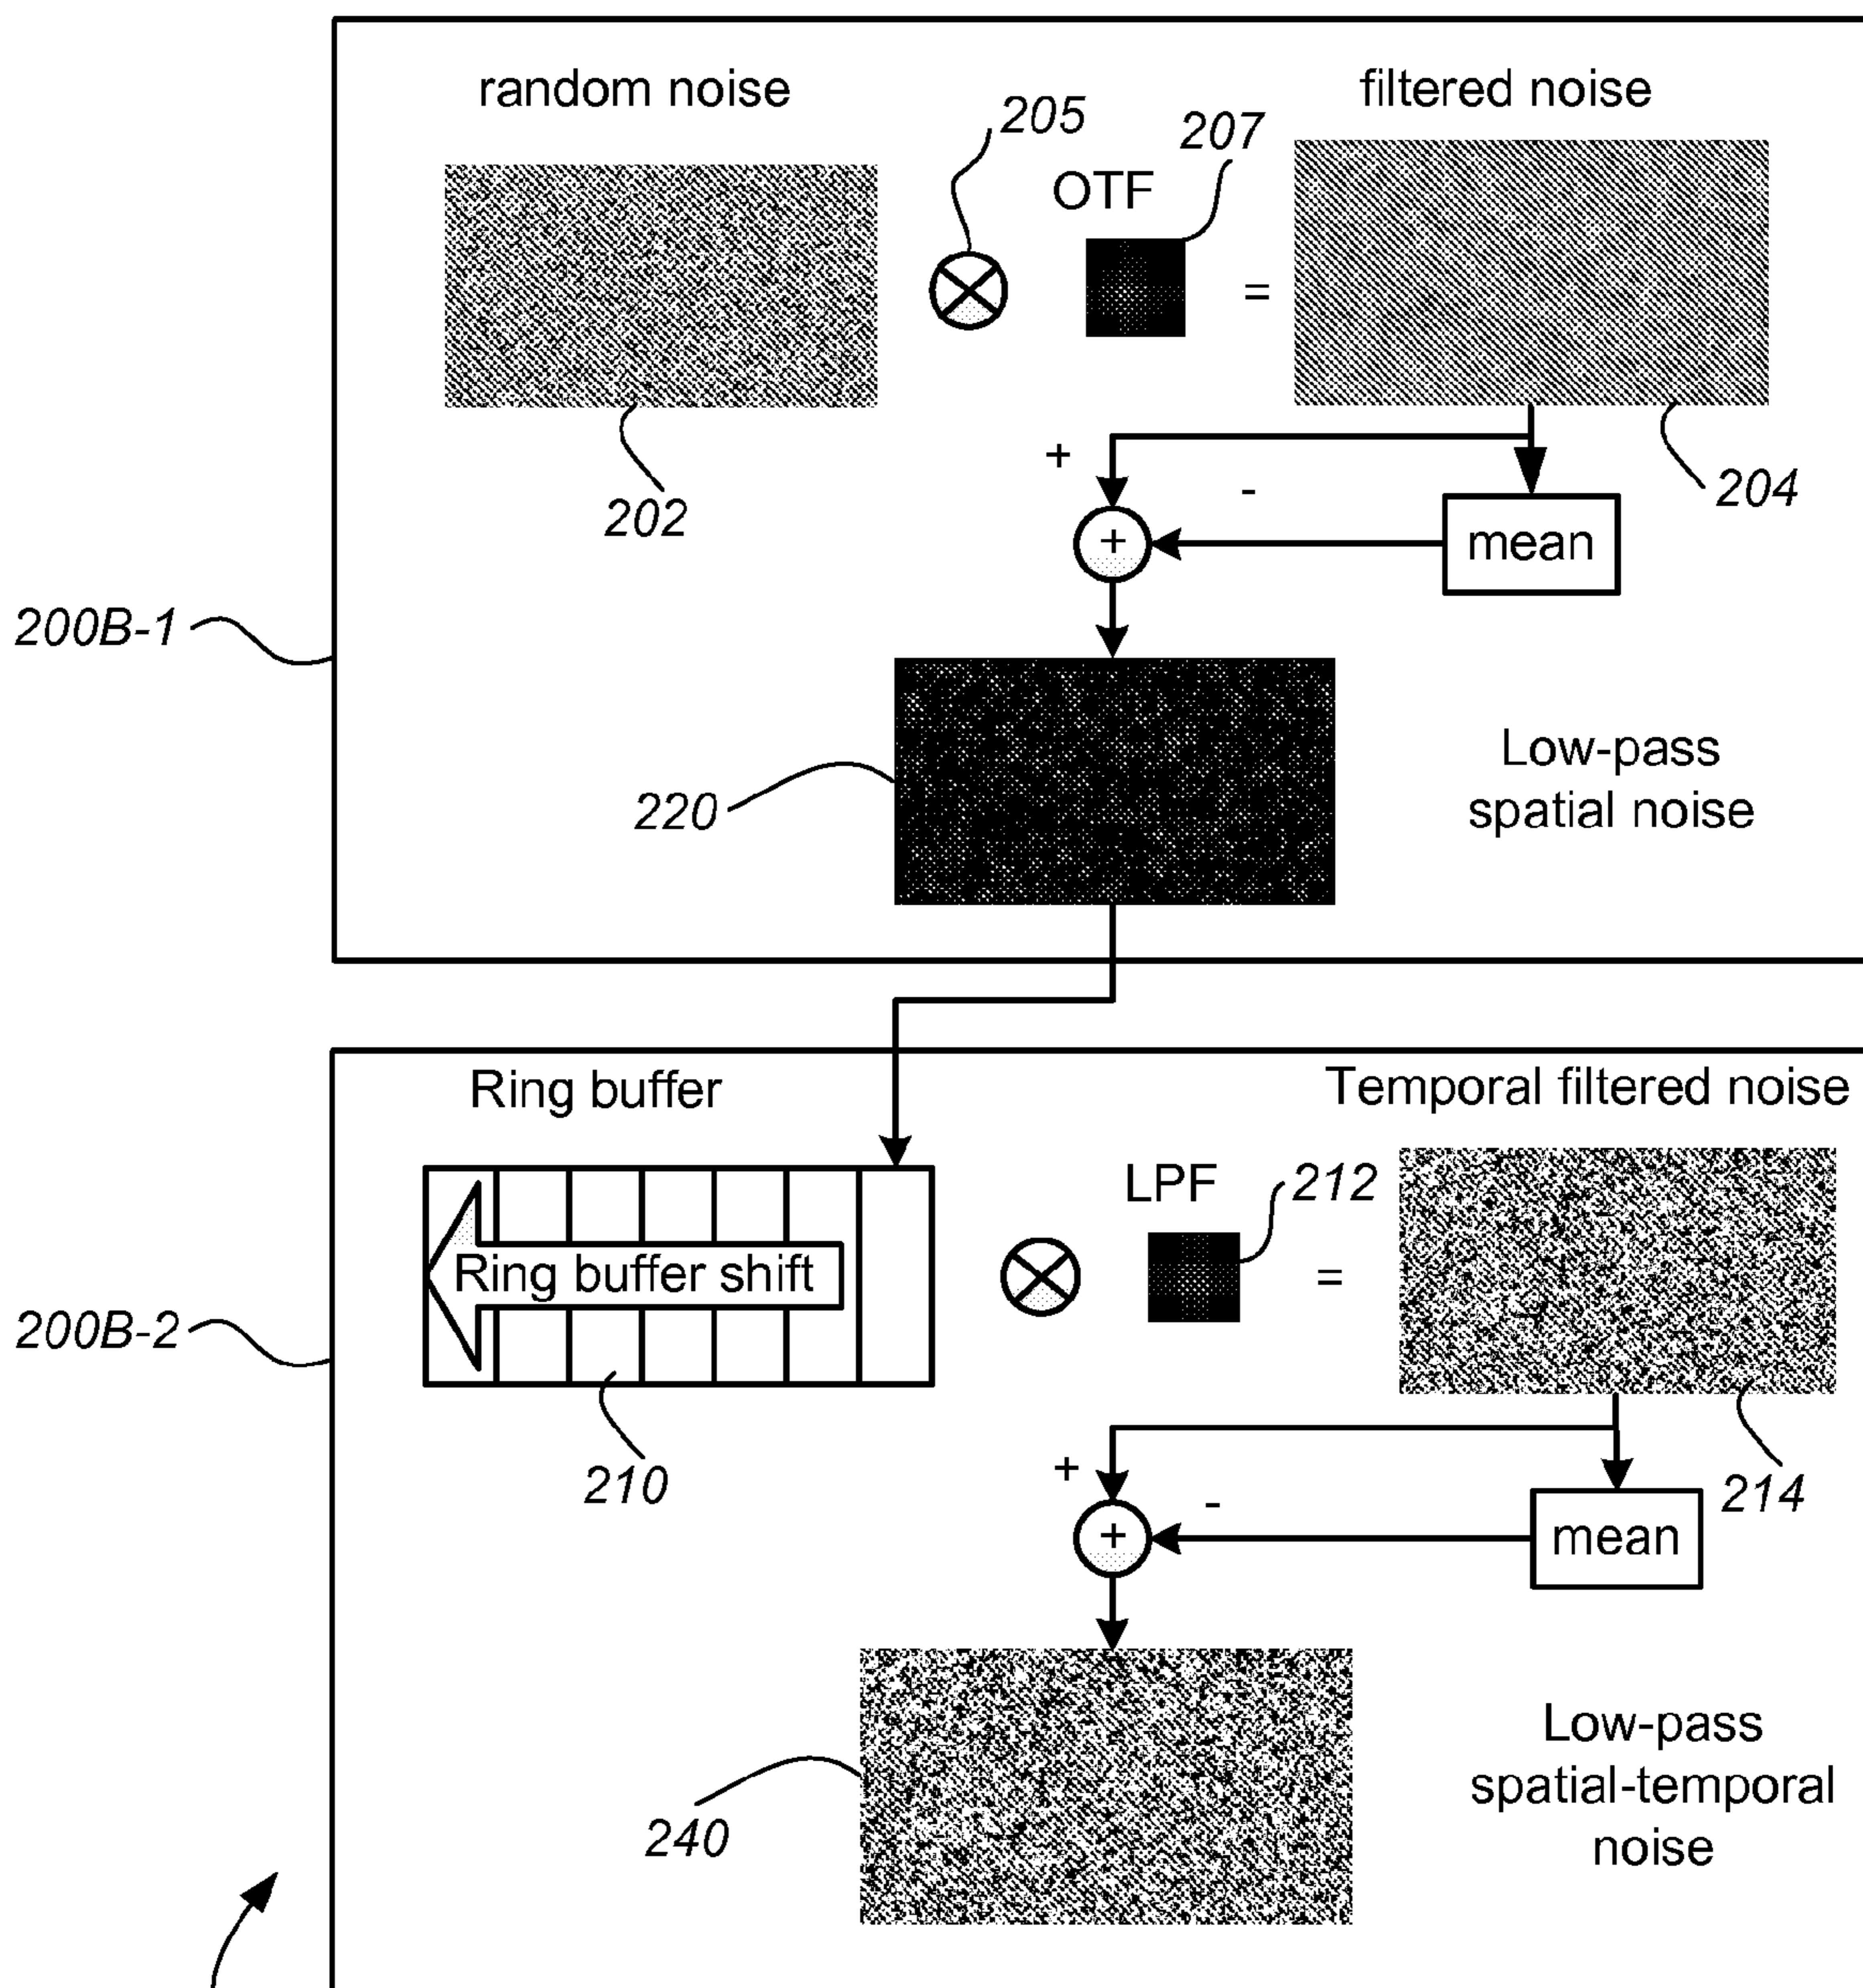 random noise
filtered noise
205
207
OTF
=
202
204
+
-
+
mean
200B-1
220
Low-pass
spatial noise
Ring buffer
Temporal filtered noise
LPF
212
Ring buffer shift
=
200B-2
210
214
+
-
+
mean
240
Low-pass
spatial-temporal
noise